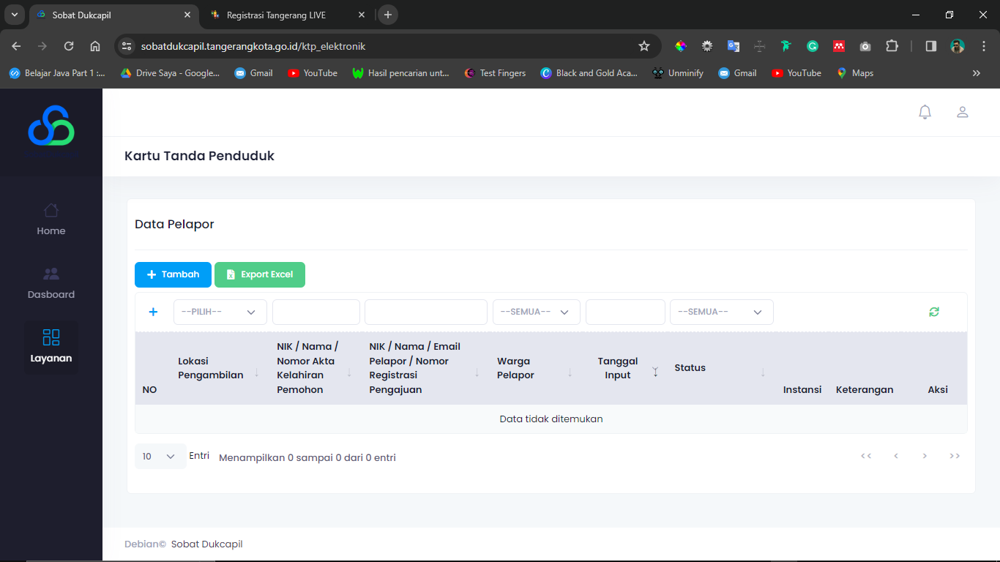 Sobat Dukcapil
Registrasi Tangerang LIVE
sobatdukcapil.tangerangkota.go.id/ktp_elektronik
Belajar Java Part 1 :...
Drive Saya - Google...
Gmail
YouTube
Hasil pencarian unt...
Test Fingers
Black and Gold Aca...
Unminify
Gmail
YouTube
Maps
Kartu Tanda Penduduk
Home
Dasboard
Layanan
Data Pelapor
Tambah
Export Excel
--PILIH--
--SEMUA--
--SEMUA--
NO
Lokasi
Pengambilan
NIK / Nama /
Nomor Akta
Kelahiran
Pemohon
NIK / Nama / Email
Pelapor / Nomor
Registrasi
Pengajuan
Warga
Pelapor
Tanggal
Input
Status
Instansi
Keterangan
Aksi
Data tidak ditemukan
10
Entri
Menampilkan 0 sampai 0 dari 0 entri
<< < > >>
Debian© Sobat Dukcapil